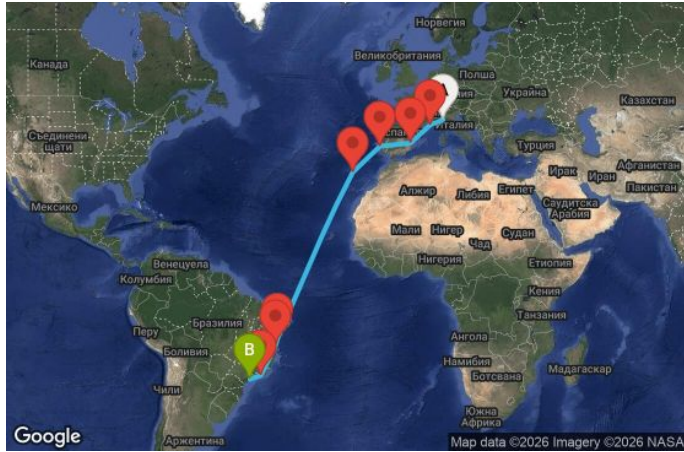 Норвегия
Канада
Великобритания
Полша
Украйна
Казахстан
Италия
Съединени
щати
Турция
Афганистан
Ирак
Иран
Пакистан
Алжир
Либия
Египет
Саудитска
Арабия
Мексико
Мали
Нигер
Судан
Чад
Нигерия
Венецуела
Етиопия
Колумбия
Кения
Бразилия
Танзания
Перу
Боливия
Ангола
B
Намибия
Ботсвана
Мадагаскар
Чили
Южна
Африка
Google
Аржентина
Map data ©2026 Imagery ©2026 NASA